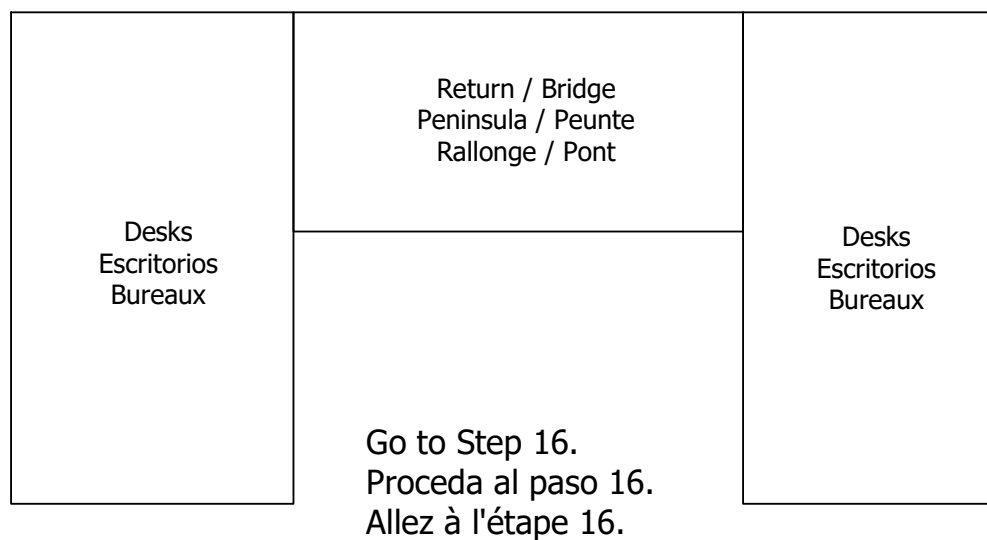 Return / Bridge
Peninsula / Peunte
Rallonge / Pont
Desks
Escritorios
Bureaux
Desks
Escritorios
Bureaux
Go to Step 16.
Proceda al paso 16.
Allez à l'étape 16.